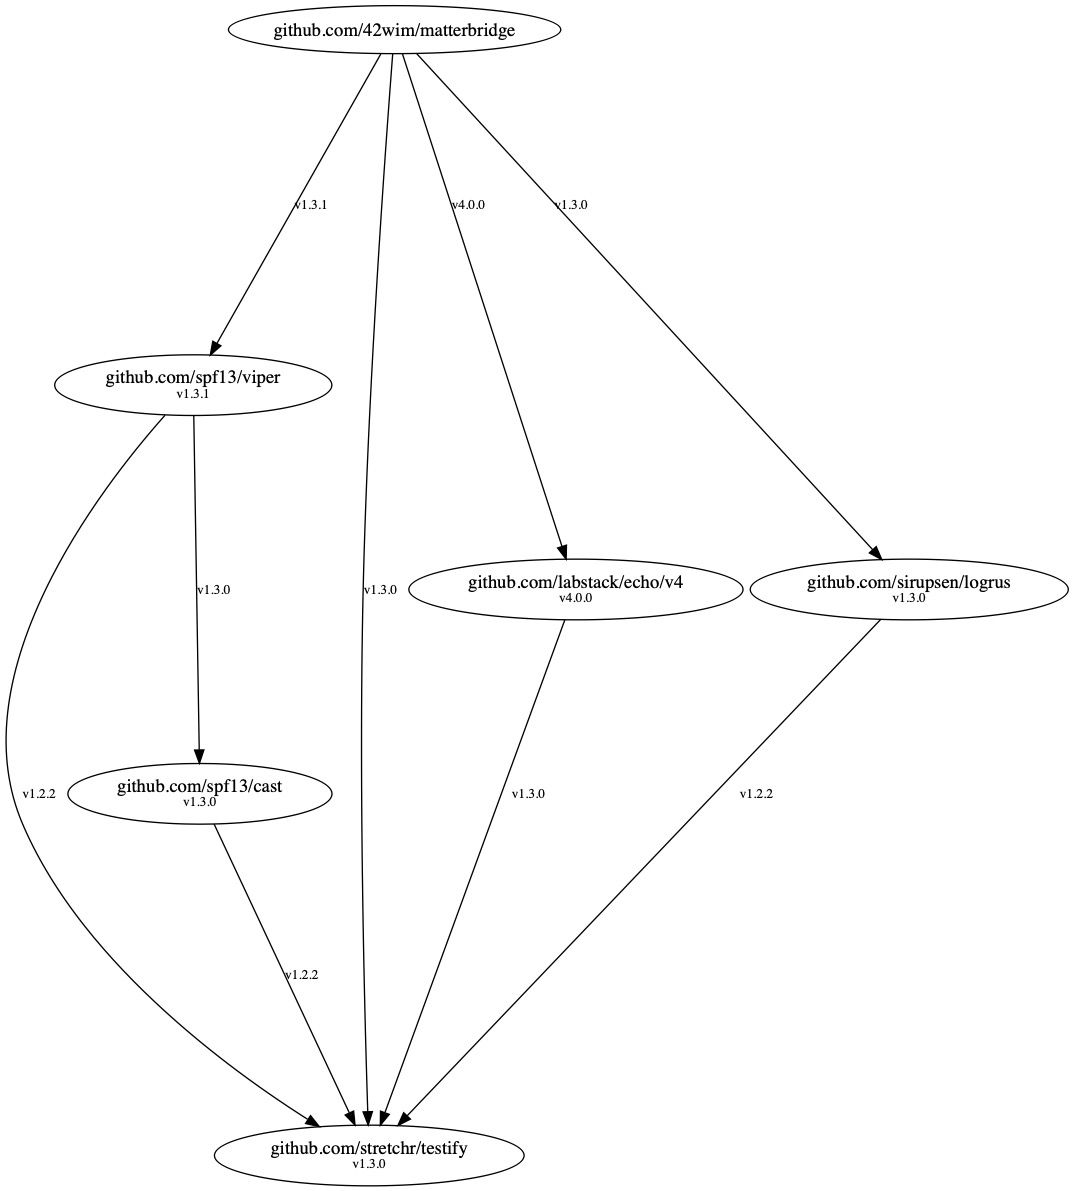 github.com/42wim/matterbridge
v1.3.1
v4.0.0
v1.3.0
github.com/spf13/viper
v1.3.1
v1.3.0
v1.3.0
github.com/labstack/echo/v4
v4.0.0
github.com/sirupsen/logrus
v1.3.0
v1.2.2
github.com/spf13/cast
v1.3.0
v1.3.0
v1.2.2
v1.2.2
github.com/stretchr/testify
v1.3.0